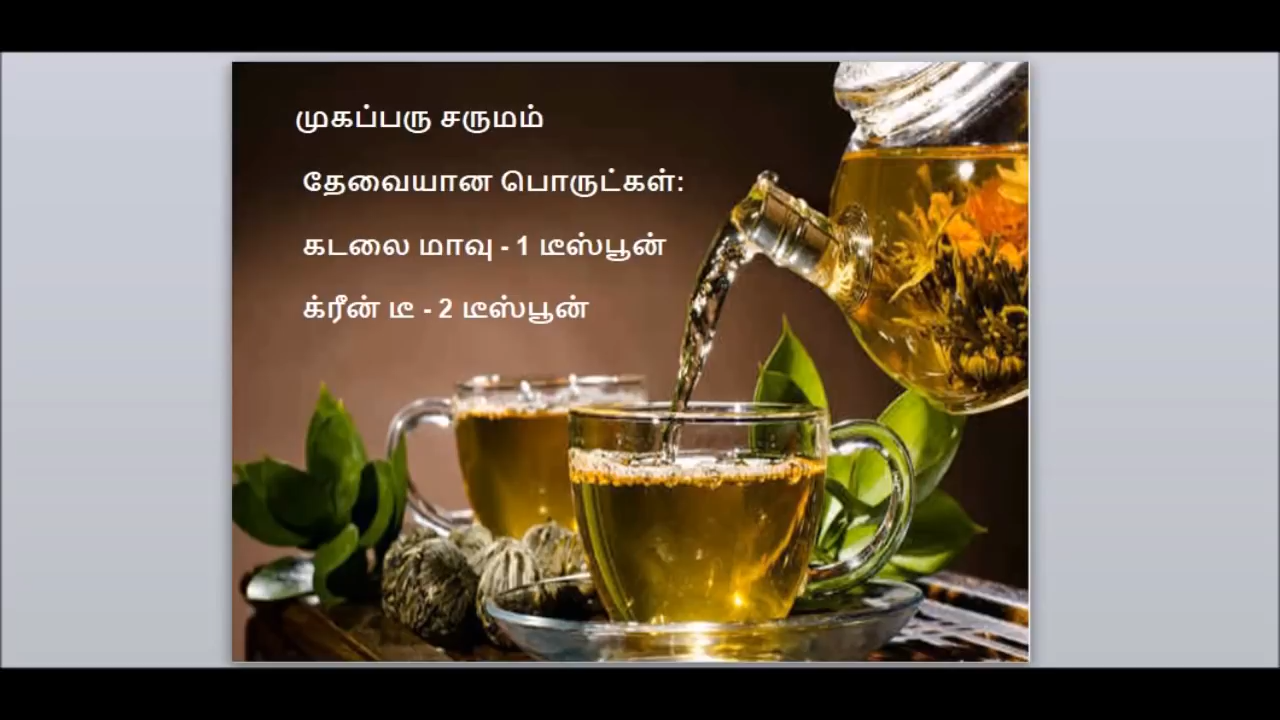 முகப்பரு சருமம்
தேவையான பொருட்கள்:
கடலை மாவு - 1 டீஸ்பூன்
க்ரீன் டீ - 2 டீஸ்பூன்